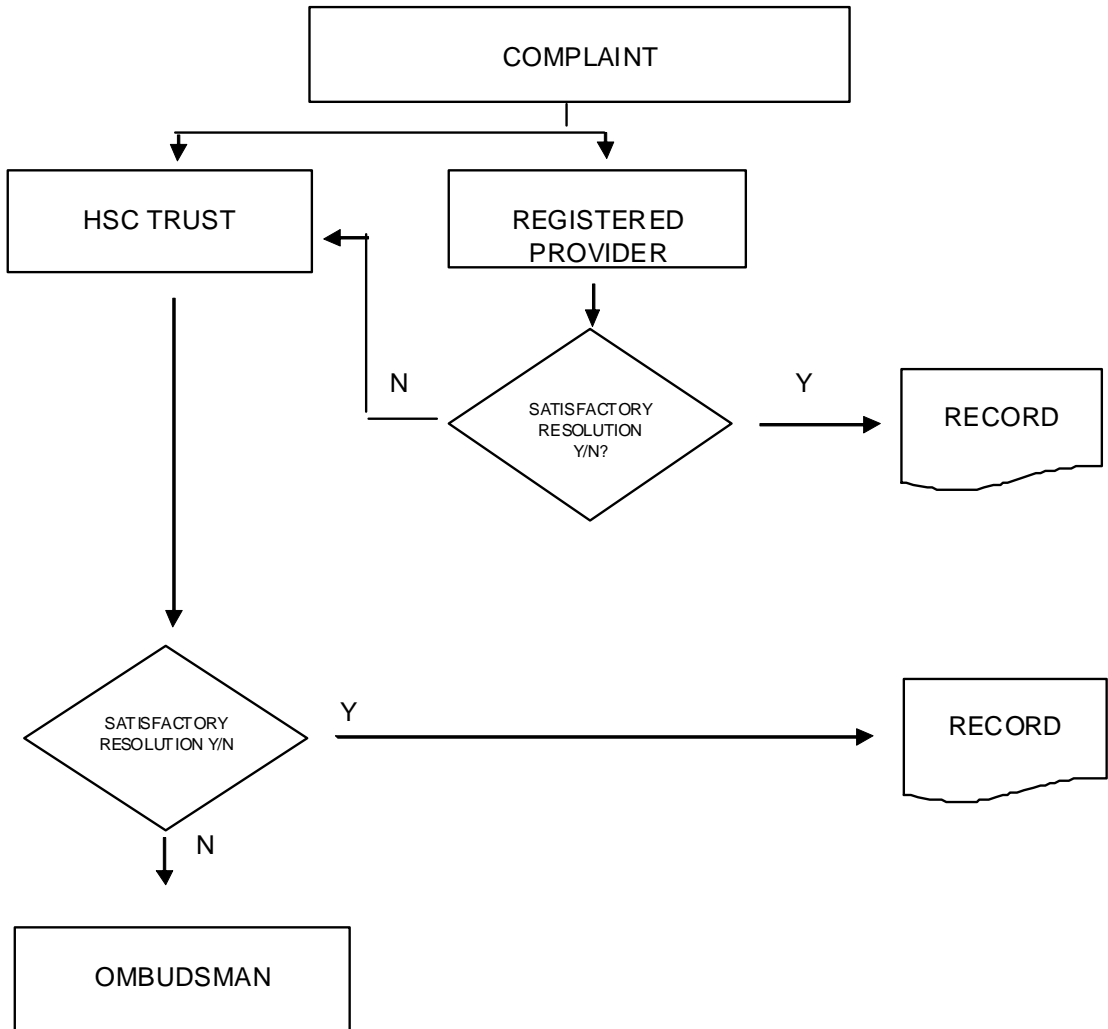 COMPLAINT
HSC TRUST
REGISTERED
PROVIDER
N
Y
SATISFACTORY
RESOLUTION
Y/N?
RECORD
SATISFACTORY
RESOLUTION Y/N
Y
RECORD
N
OMBUDSMAN